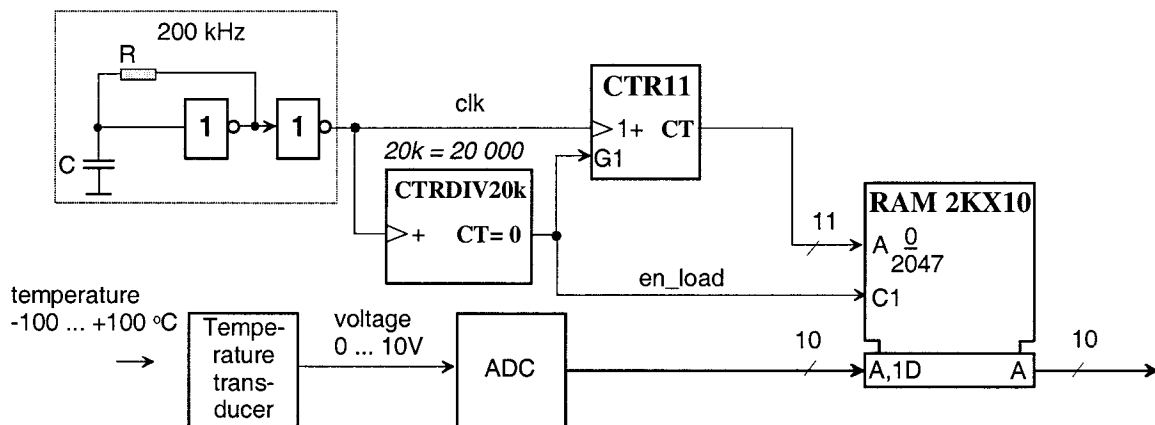 200 kHz
R
C
1
1
clk
20k = 20 000
CTR11
1+ CT
G1
CTRDIV20k
+ CT= 0
RAM 2KX10
11
A 0
2047
en_load
C1
temperature
-100 ... +100 ºC
Tempe-
rature
trans-
ducer
voltage
0 ... 10V
ADC
10
A,1D A
10